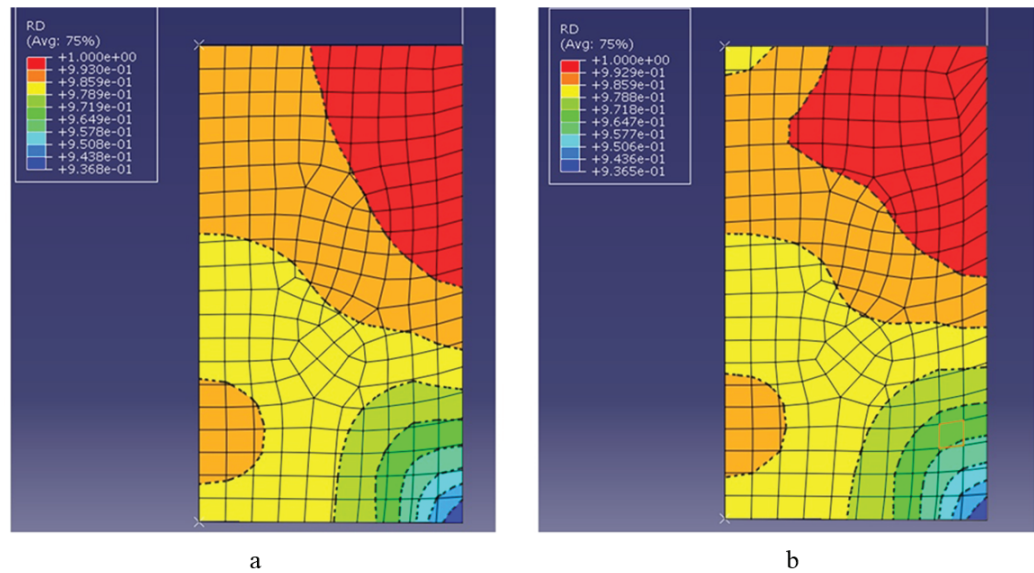 RD
(Avg: 75%)
+1.000e+00
+9.930e-01
+9.859e-01
+9.789e-01
+9.719e-01
+9.649e-01
+9.578e-01
+9.508e-01
+9.438e-01
+9.368e-01
RD
(Avg: 75%)
+1.000e+00
+9.929e-01
+9.859e-01
+9.788e-01
+9.718e-01
+9.647e-01
+9.577e-01
+9.506e-01
+9.436e-01
+9.365e-01
a
b